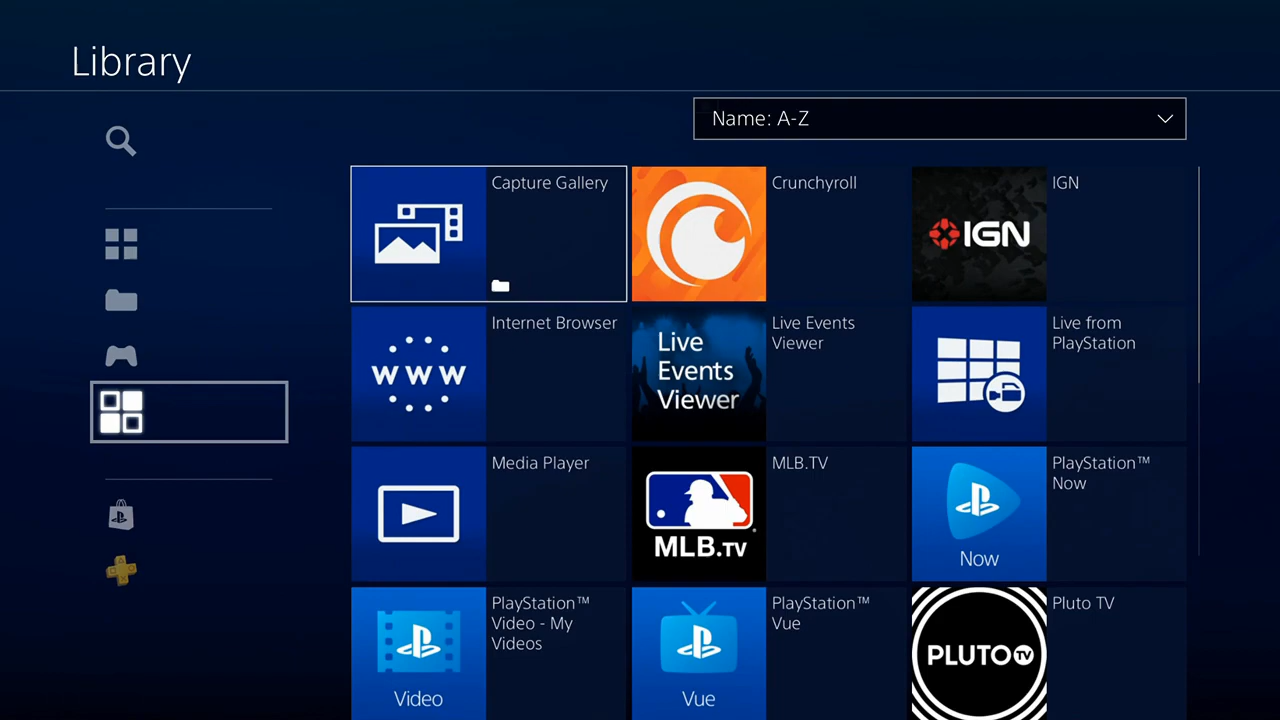 Library
Name: A-Z
Capture Gallery
Crunchyroll
IGN
IGN
Internet Browser
www
Live Events
Viewer
Live
Events
Viewer
Live from
PlayStation
Media Player
MLB.TV
MLB.TV
PlayStation™
Now
Now
PlayStation™
Video - My
Videos
Video
PlayStation™
Vue
Vue
Pluto TV
PLUTO TV